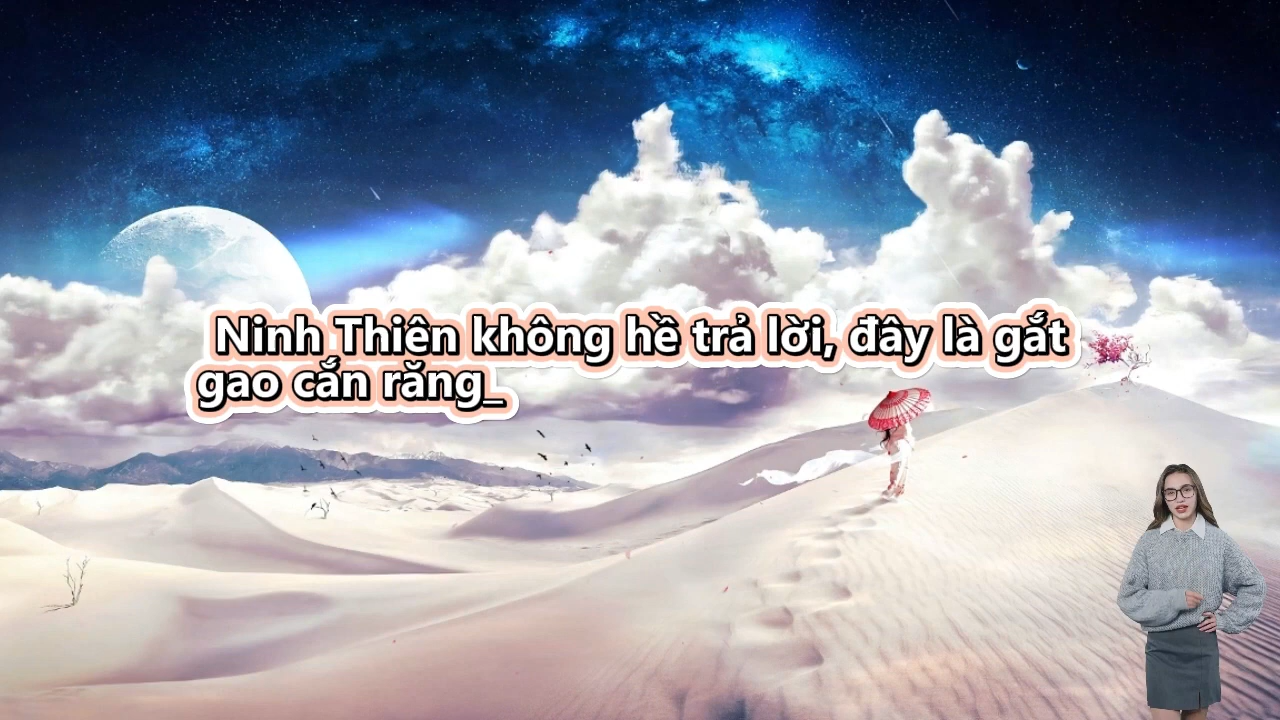 Ninh Thiên không hề trả lời, đây là gắt
gao cắn răng_